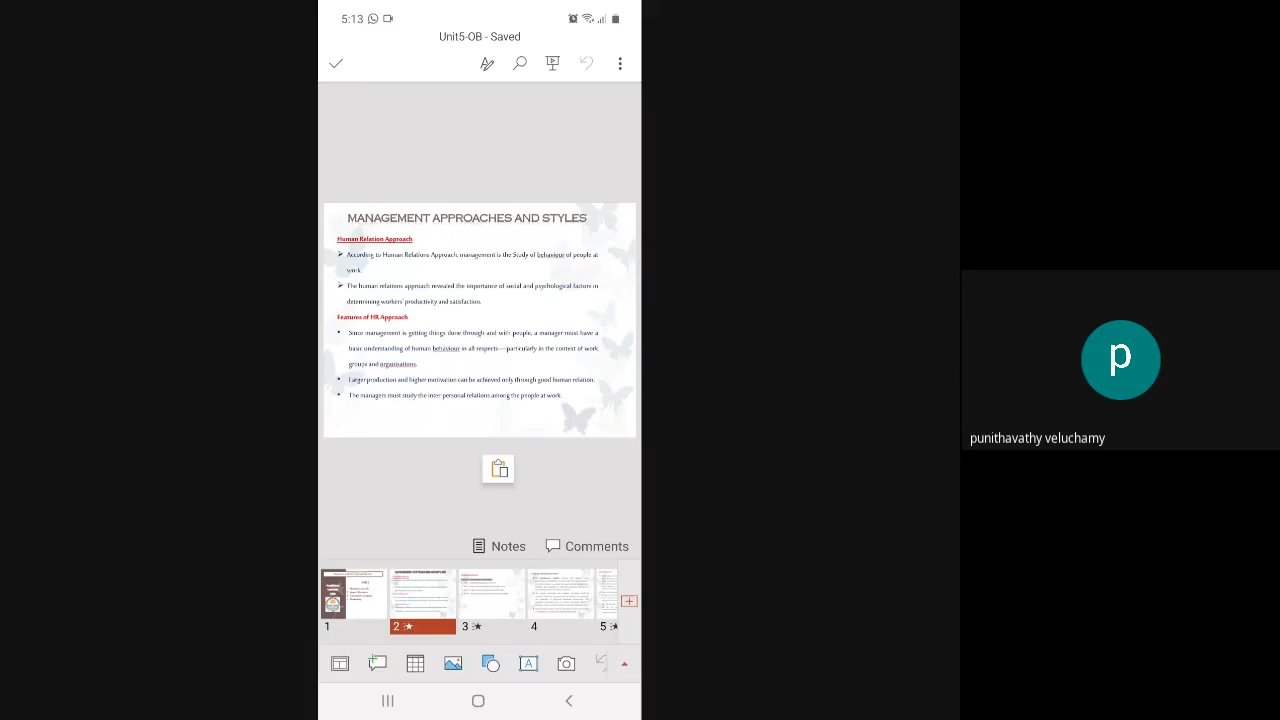 5:13
Unit5-OB - Saved
MANAGEMENT APPROACHES AND STYLES
Human Relation Approach
According to Human Relations Approach, management is the Study of behaviour of people at
work.
The human relations approach revealed the importance of social and psychological factors in
determining workers' productivity and satisfaction.
Features of HR Approach
Since management is getting things done through and with people, a manager must have a
basic understanding of human behaviour in all respects—particularly in the context of work
groups and organisations.
Larger production and higher motivation can be achieved only through good human relation.
The managers must study the inter-personal relations among the people at work.
Notes
Comments
1
2
3
4
5
A
p
punithavathy veluchamy